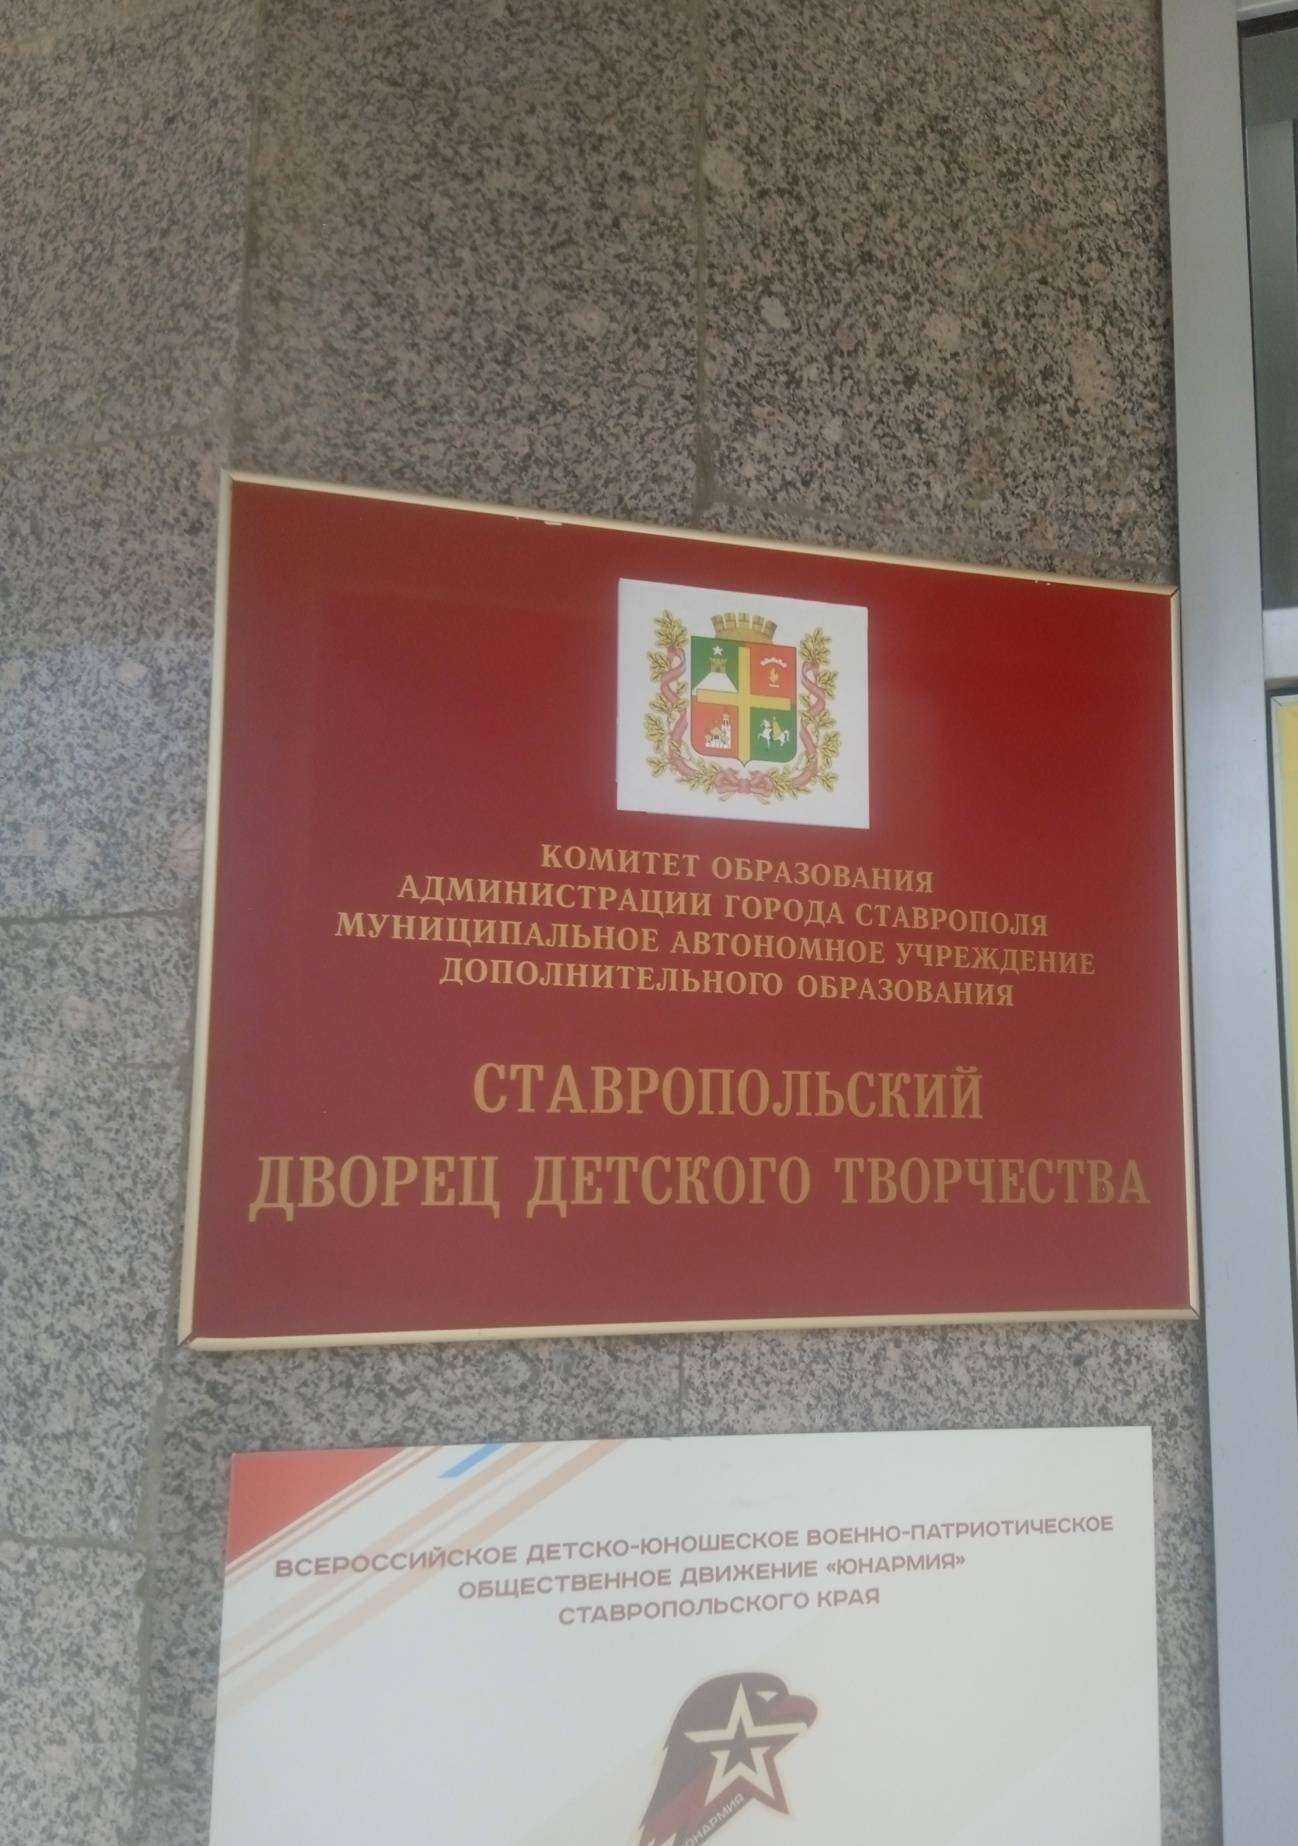 КОМИТЕТ ОБРАЗОВАНИЯ
АДМИНИСТРАЦИИ ГОРОДА СТАВРОПОЛЯ
МУНИЦИПАЛЬНОЕ АВТОНОМНОЕ УЧРЕЖДЕНИЕ
ДОПОЛНИТЕЛЬНОГО ОБРАЗОВАНИЯ
СТАВРОПОЛЬСКИЙ
ДВОРЕЦ ДЕТСКОГО ТВОРЧЕСТВА
ВСЕРОССИЙСКОЕ ДЕТСКО-ЮНОШЕСКОЕ ВОЕННО-ПАТРИОТИЧЕСКОЕ
ОБЩЕСТВЕННОЕ ДВИЖЕНИЕ «ЮНАРМИЯ»
СТАВРОПОЛЬСКОГО КРАЯ
ЮНАРМИЯ